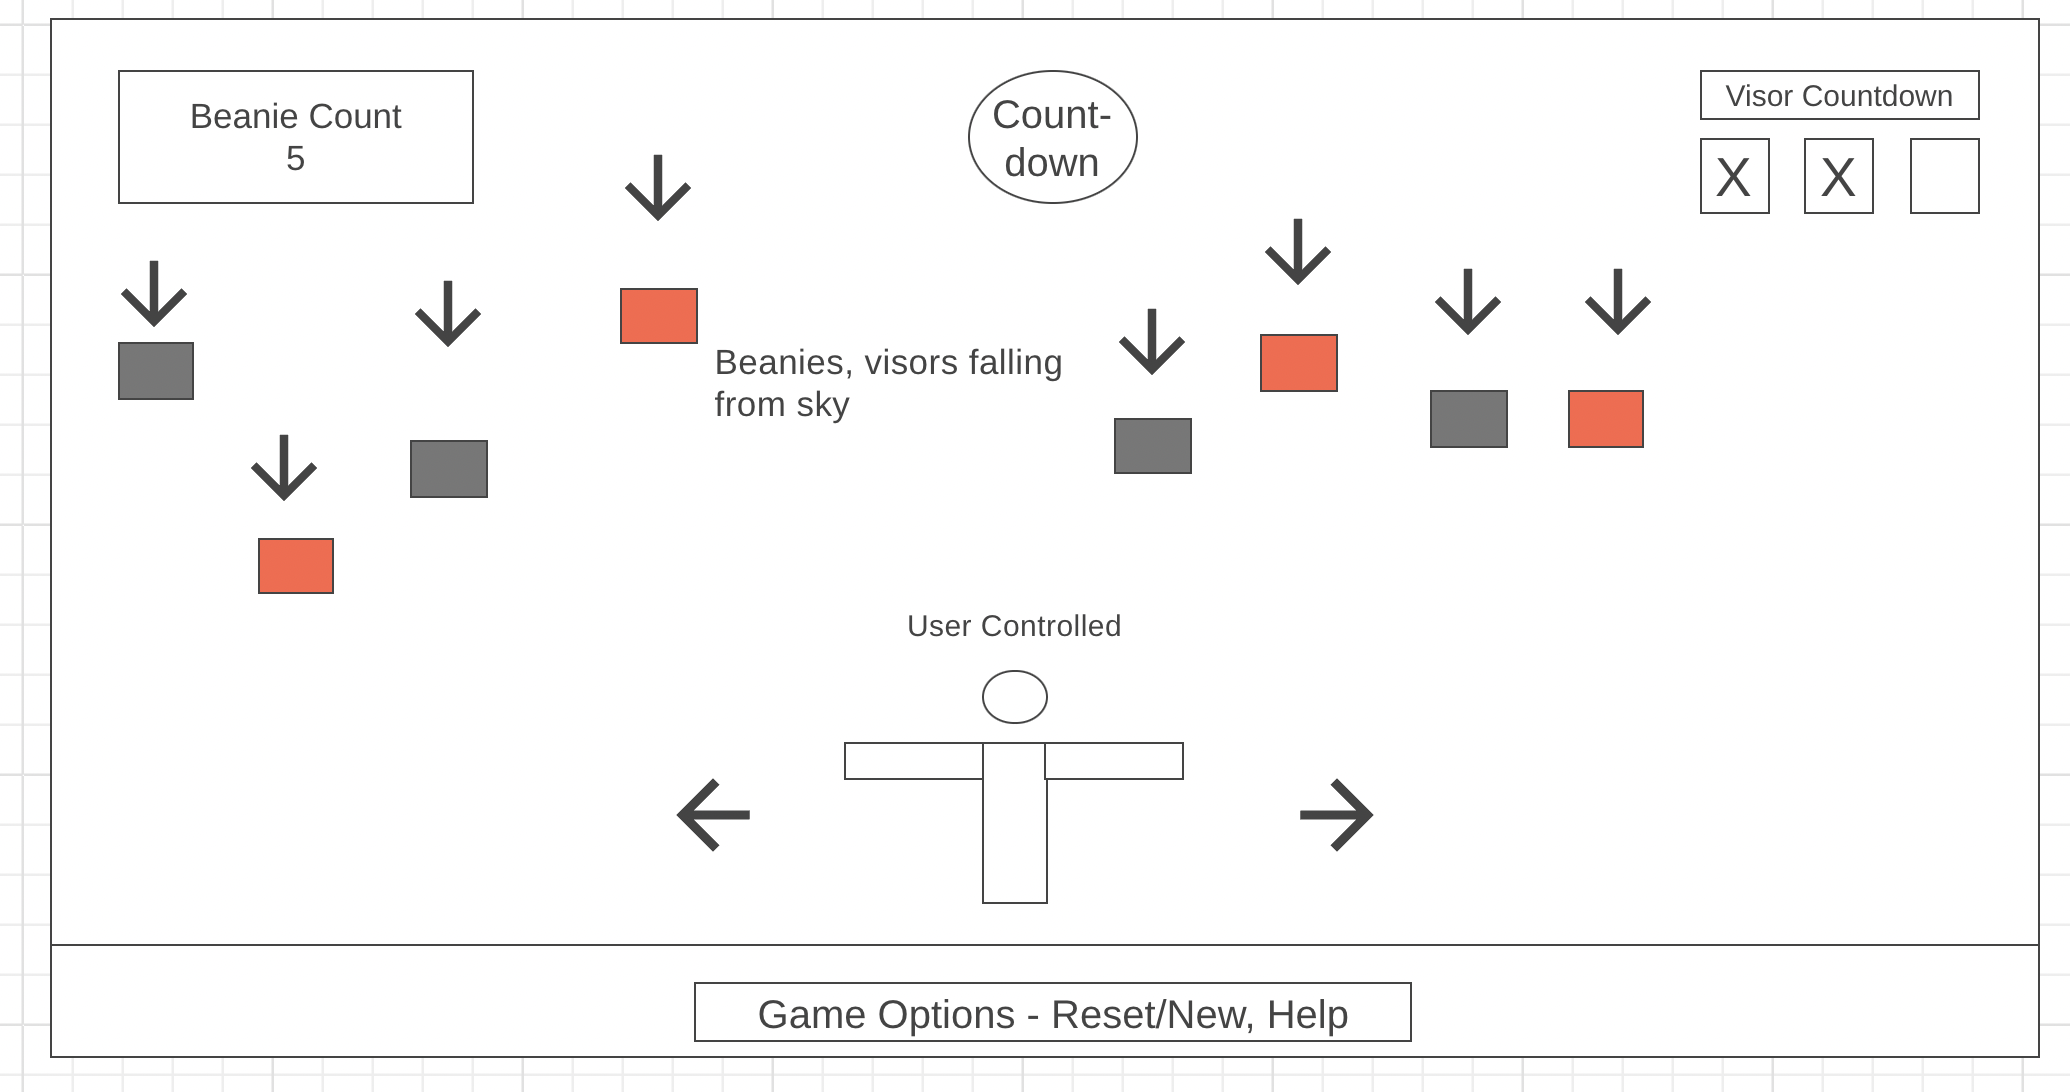 Beanie Count
5
Count-
down
Visor Countdown
X X
Beanies, visors falling
from sky
User Controlled
Game Options - Reset/New, Help